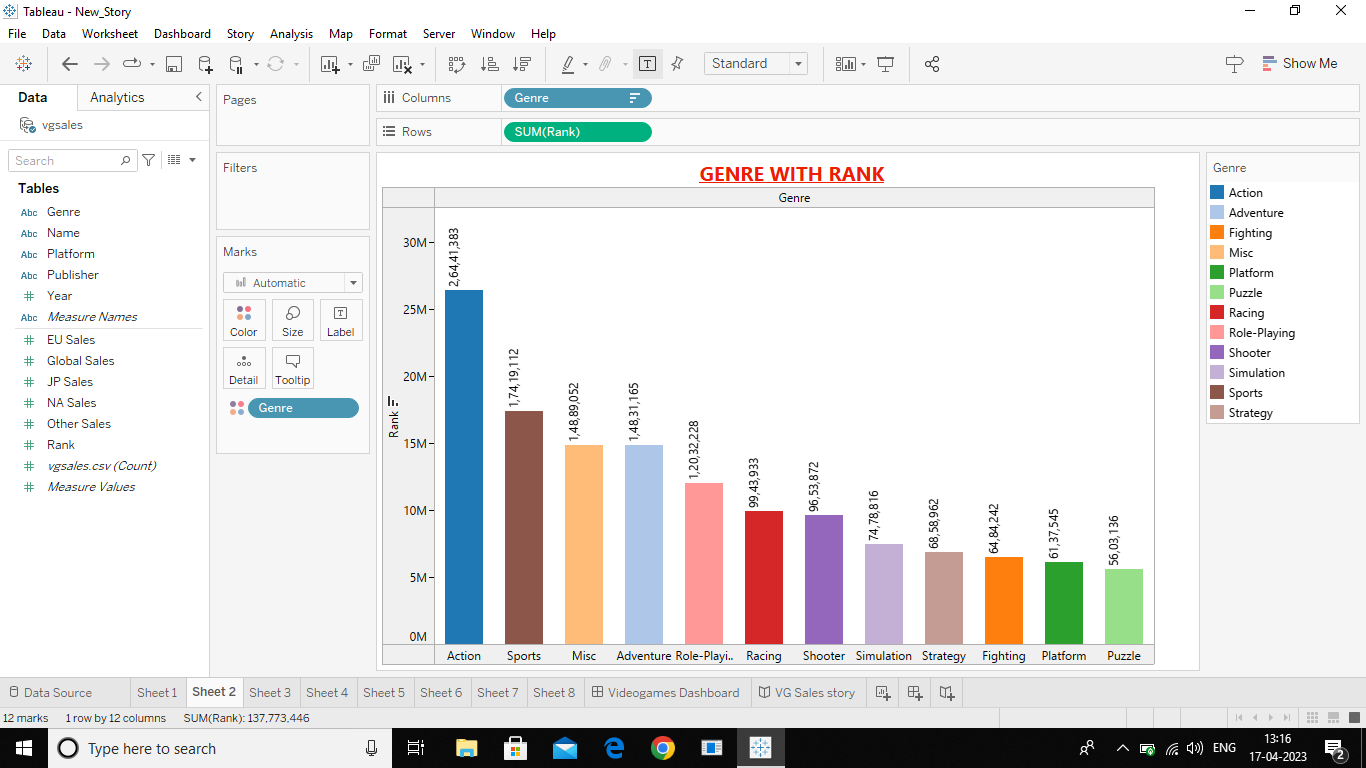 Tableau - New_Story
File Data Worksheet Dashboard Story Analysis Map Format Server Window Help
Standard
Show Me
Data Analytics
vgsales
Search
Tables
Abc Genre
Abc Name
Abc Platform
Abc Publisher
# Year
Abc Measure Names
# EU Sales
# Global Sales
# JP Sales
# NA Sales
# Other Sales
# Rank
# vgsales.csv (Count)
# Measure Values
Pages
Filters
Marks
Automatic
Color Size Label
Detail Tooltip
Genre
Columns Genre
Rows SUM(Rank)
GENRE WITH RANK
Genre
Rank
30M
25M
20M
15M
10M
5M
0M
2,64,41,383
1,74,19,112
1,48,89,052
1,48,31,165
1,20,32,228
99,43,933
96,53,872
74,78,816
68,58,962
64,84,242
61,37,545
56,03,136
Action Sports Misc Adventure Role-Playi.. Racing Shooter Simulation Strategy Fighting Platform Puzzle
Genre
Action
Adventure
Fighting
Misc
Platform
Puzzle
Racing
Role-Playing
Shooter
Simulation
Sports
Strategy
Data Source Sheet 1 Sheet 2 Sheet 3 Sheet 4 Sheet 5 Sheet 6 Sheet 7 Sheet 8 Videogames Dashboard VG Sales story
12 marks 1 row by 12 columns SUM(Rank): 137,773,446
Type here to search
ENG
13:16
17-04-2023
2